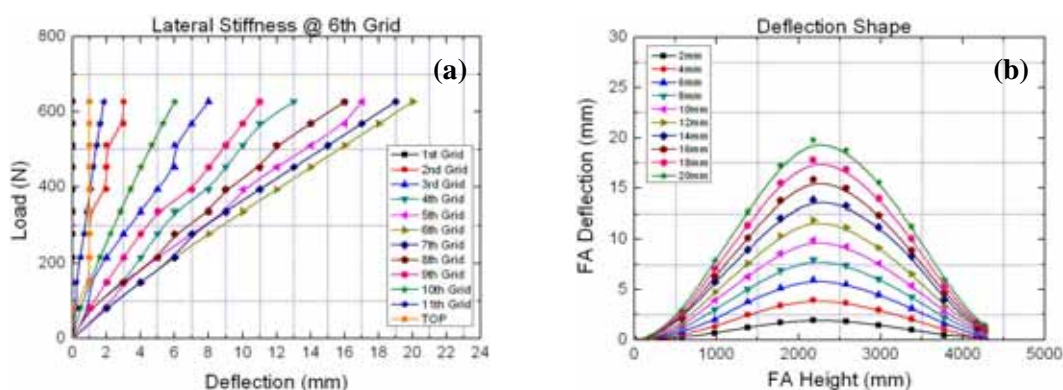 Lateral Stiffness @ 6th Grid
(a)
800
600
400
200
0
Load (N)
0 2 4 6 8 10 12 14 16 18 20 22 24
Deflection (mm)
1st Grid
2nd Grid
3rd Grid
4th Grid
5th Grid
6th Grid
7th Grid
8th Grid
9th Grid
10th Grid
11th Grid
TOP
Deflection Shape
(b)
30
25
20
15
10
5
0
FA Deflection (mm)
0 1000 2000 3000 4000 5000
FA Height (mm)
2mm
4mm
6mm
8mm
10mm
12mm
14mm
16mm
18mm
20mm